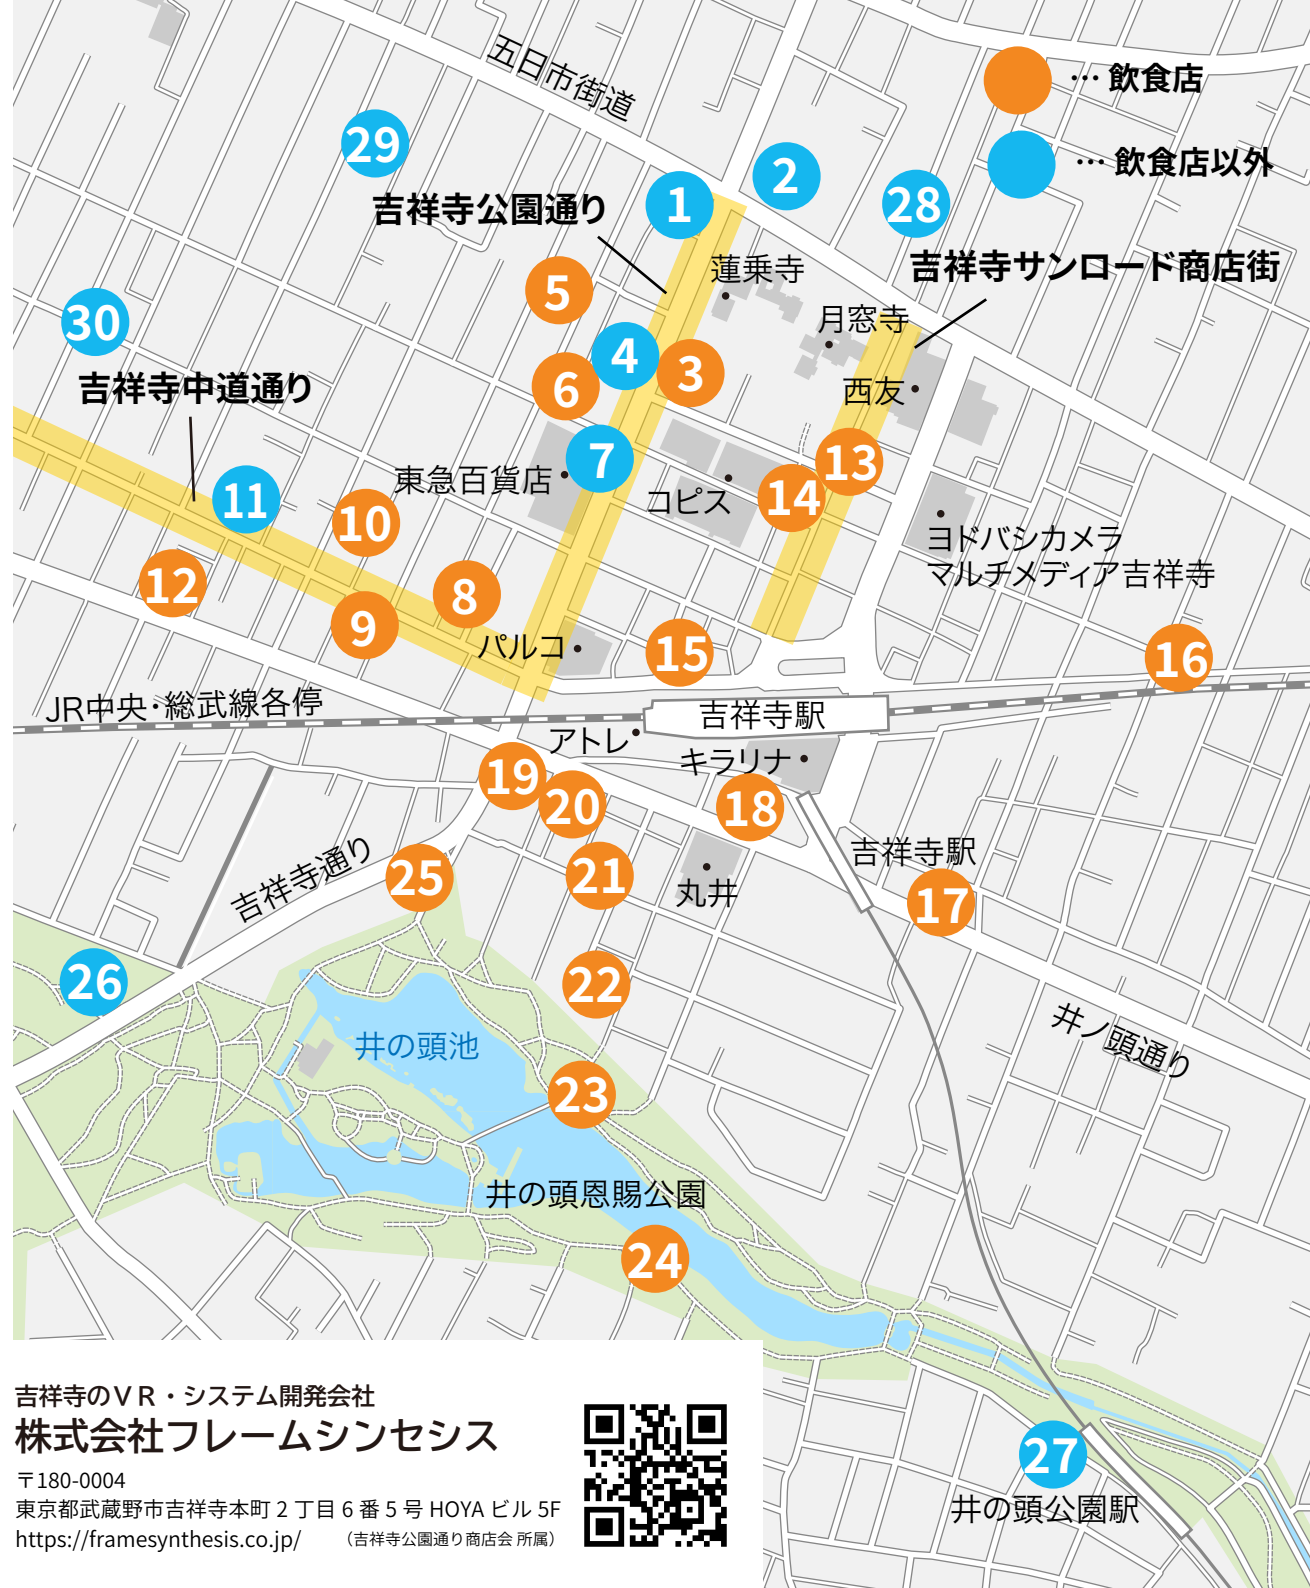 五日市街道
… 飲食店
29
… 飲食店以外
1
2
28
吉祥寺公園通り
吉祥寺サンロード商店街
蓮乗寺
5
30
月窓寺
4
3
6
吉祥寺中道通り
西友
7
13
東急百貨店
コピス
14
11
10
ヨドバシカメラ
マルチメディア吉祥寺
12
8
9
パルコ
15
16
JR中央・総武線各停
吉祥寺駅
アトレ
キラリナ
19
20
18
吉祥寺駅
吉祥寺通り
25
21
丸井
17
26
22
井の頭池
井ノ頭通り
23
井の頭恩賜公園
24
吉祥寺のVR・システム開発会社
株式会社フレームシンセシス
〒180-0004
東京都武蔵野市吉祥寺本町2丁目6番5号 HOYA ビル 5F
https://framesynthesis.co.jp/ (吉祥寺公園通り商店会 所属)
27
井の頭公園駅